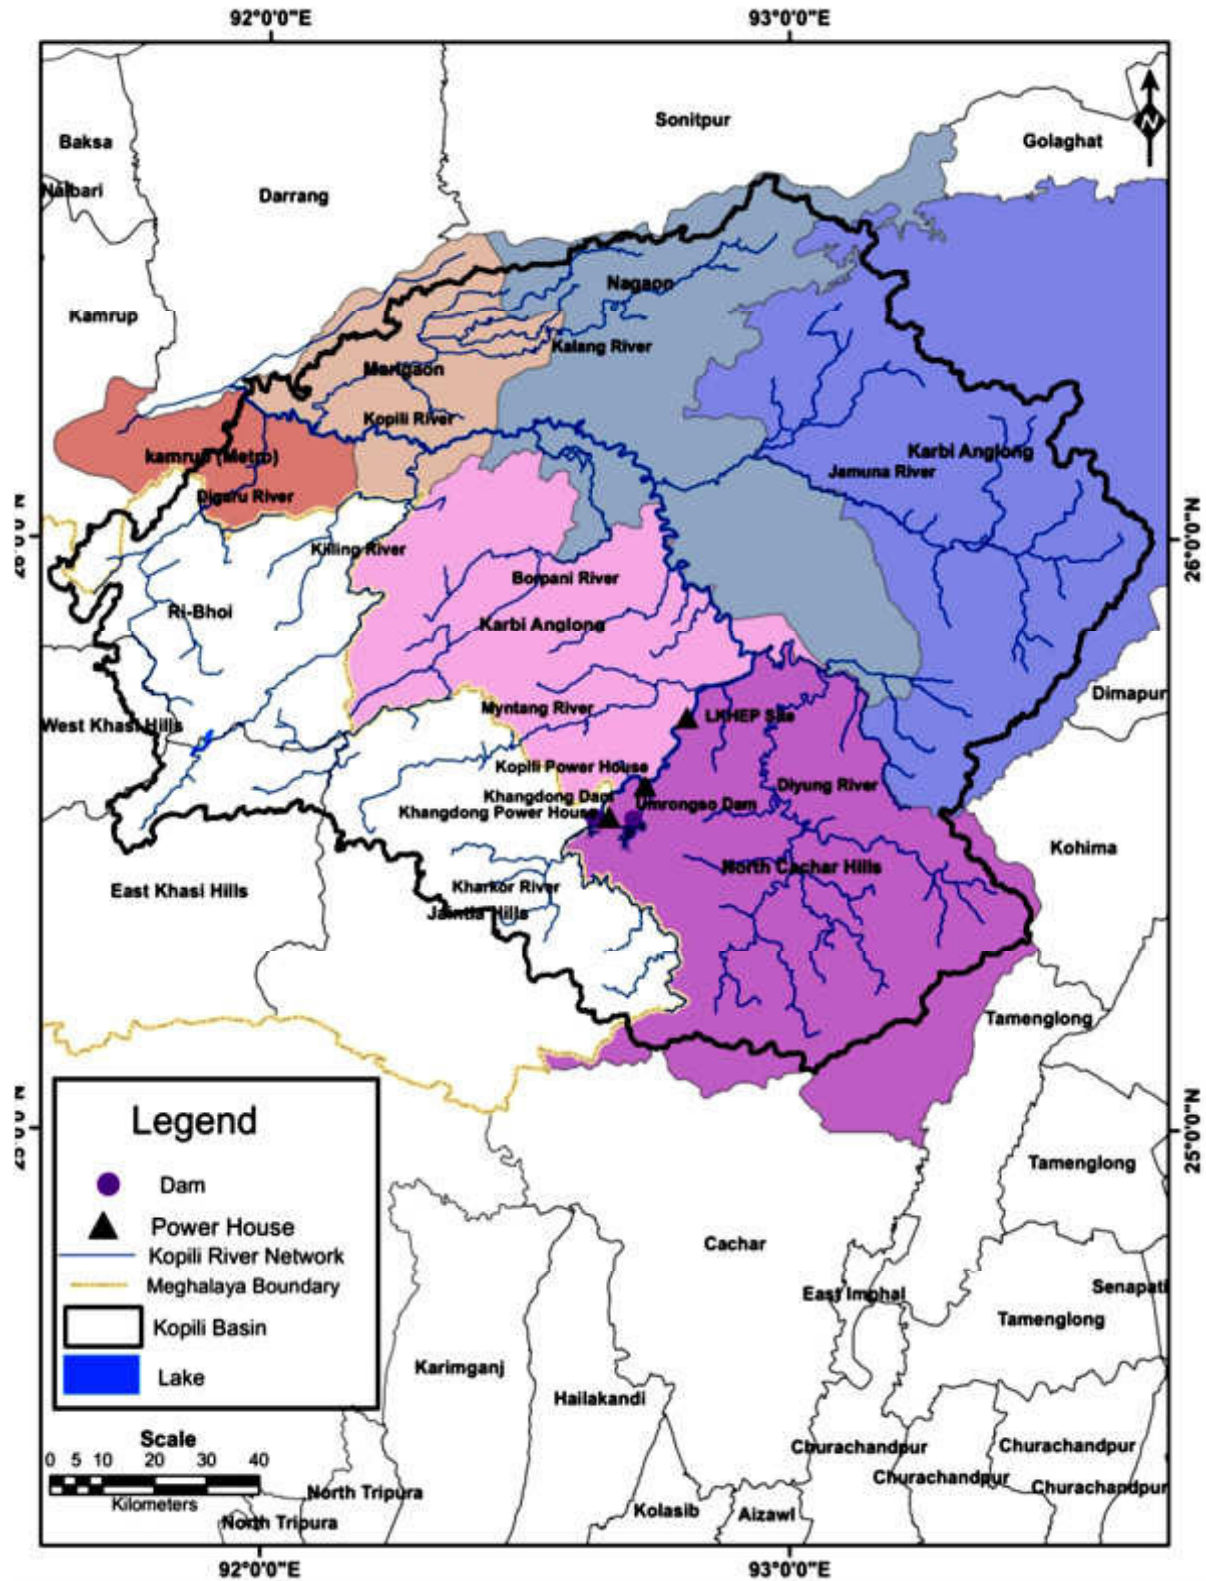 92°0'0"E 93°0'0"E
Sonitpur
Baksa
Golaghat
Nalbari
Darrang
Nagaon
Kamrup
Kalang River
Marigaon
Kopili River
Karbi Anglong
kamrup (Metro)
Jamuna River
Digaru River
26°0'0"N
Killing River
Borpani River
Ri-Bhoi
Karbi Anglong
Dimapur
Myntang River
LKHEP Site
West Khasi Hills
Kopili Power House
Diyung River
Khangdong Dam
Umrongso Dam
Khangdong Power House
Kohima
North Cachar Hills
East Khasi Hills
Kharkor River
Jaintia Hills
Tamenglong
25°0'0"N
Legend
Dam
Power House
Kopili River Network
Meghalaya Boundary
Kopili Basin
Lake
Tamenglong
Cachar
Senapati
East Imphal
Tamenglong
Karimganj
Hailakandi
Scale
0 5 10 20 30 40
Kilometers
Churachandpur
Churachandpur
Churachandpur
Churachandpur
North Tripura
Kolasib
Aizawl
North Tripura
92°0'0"E 93°0'0"E